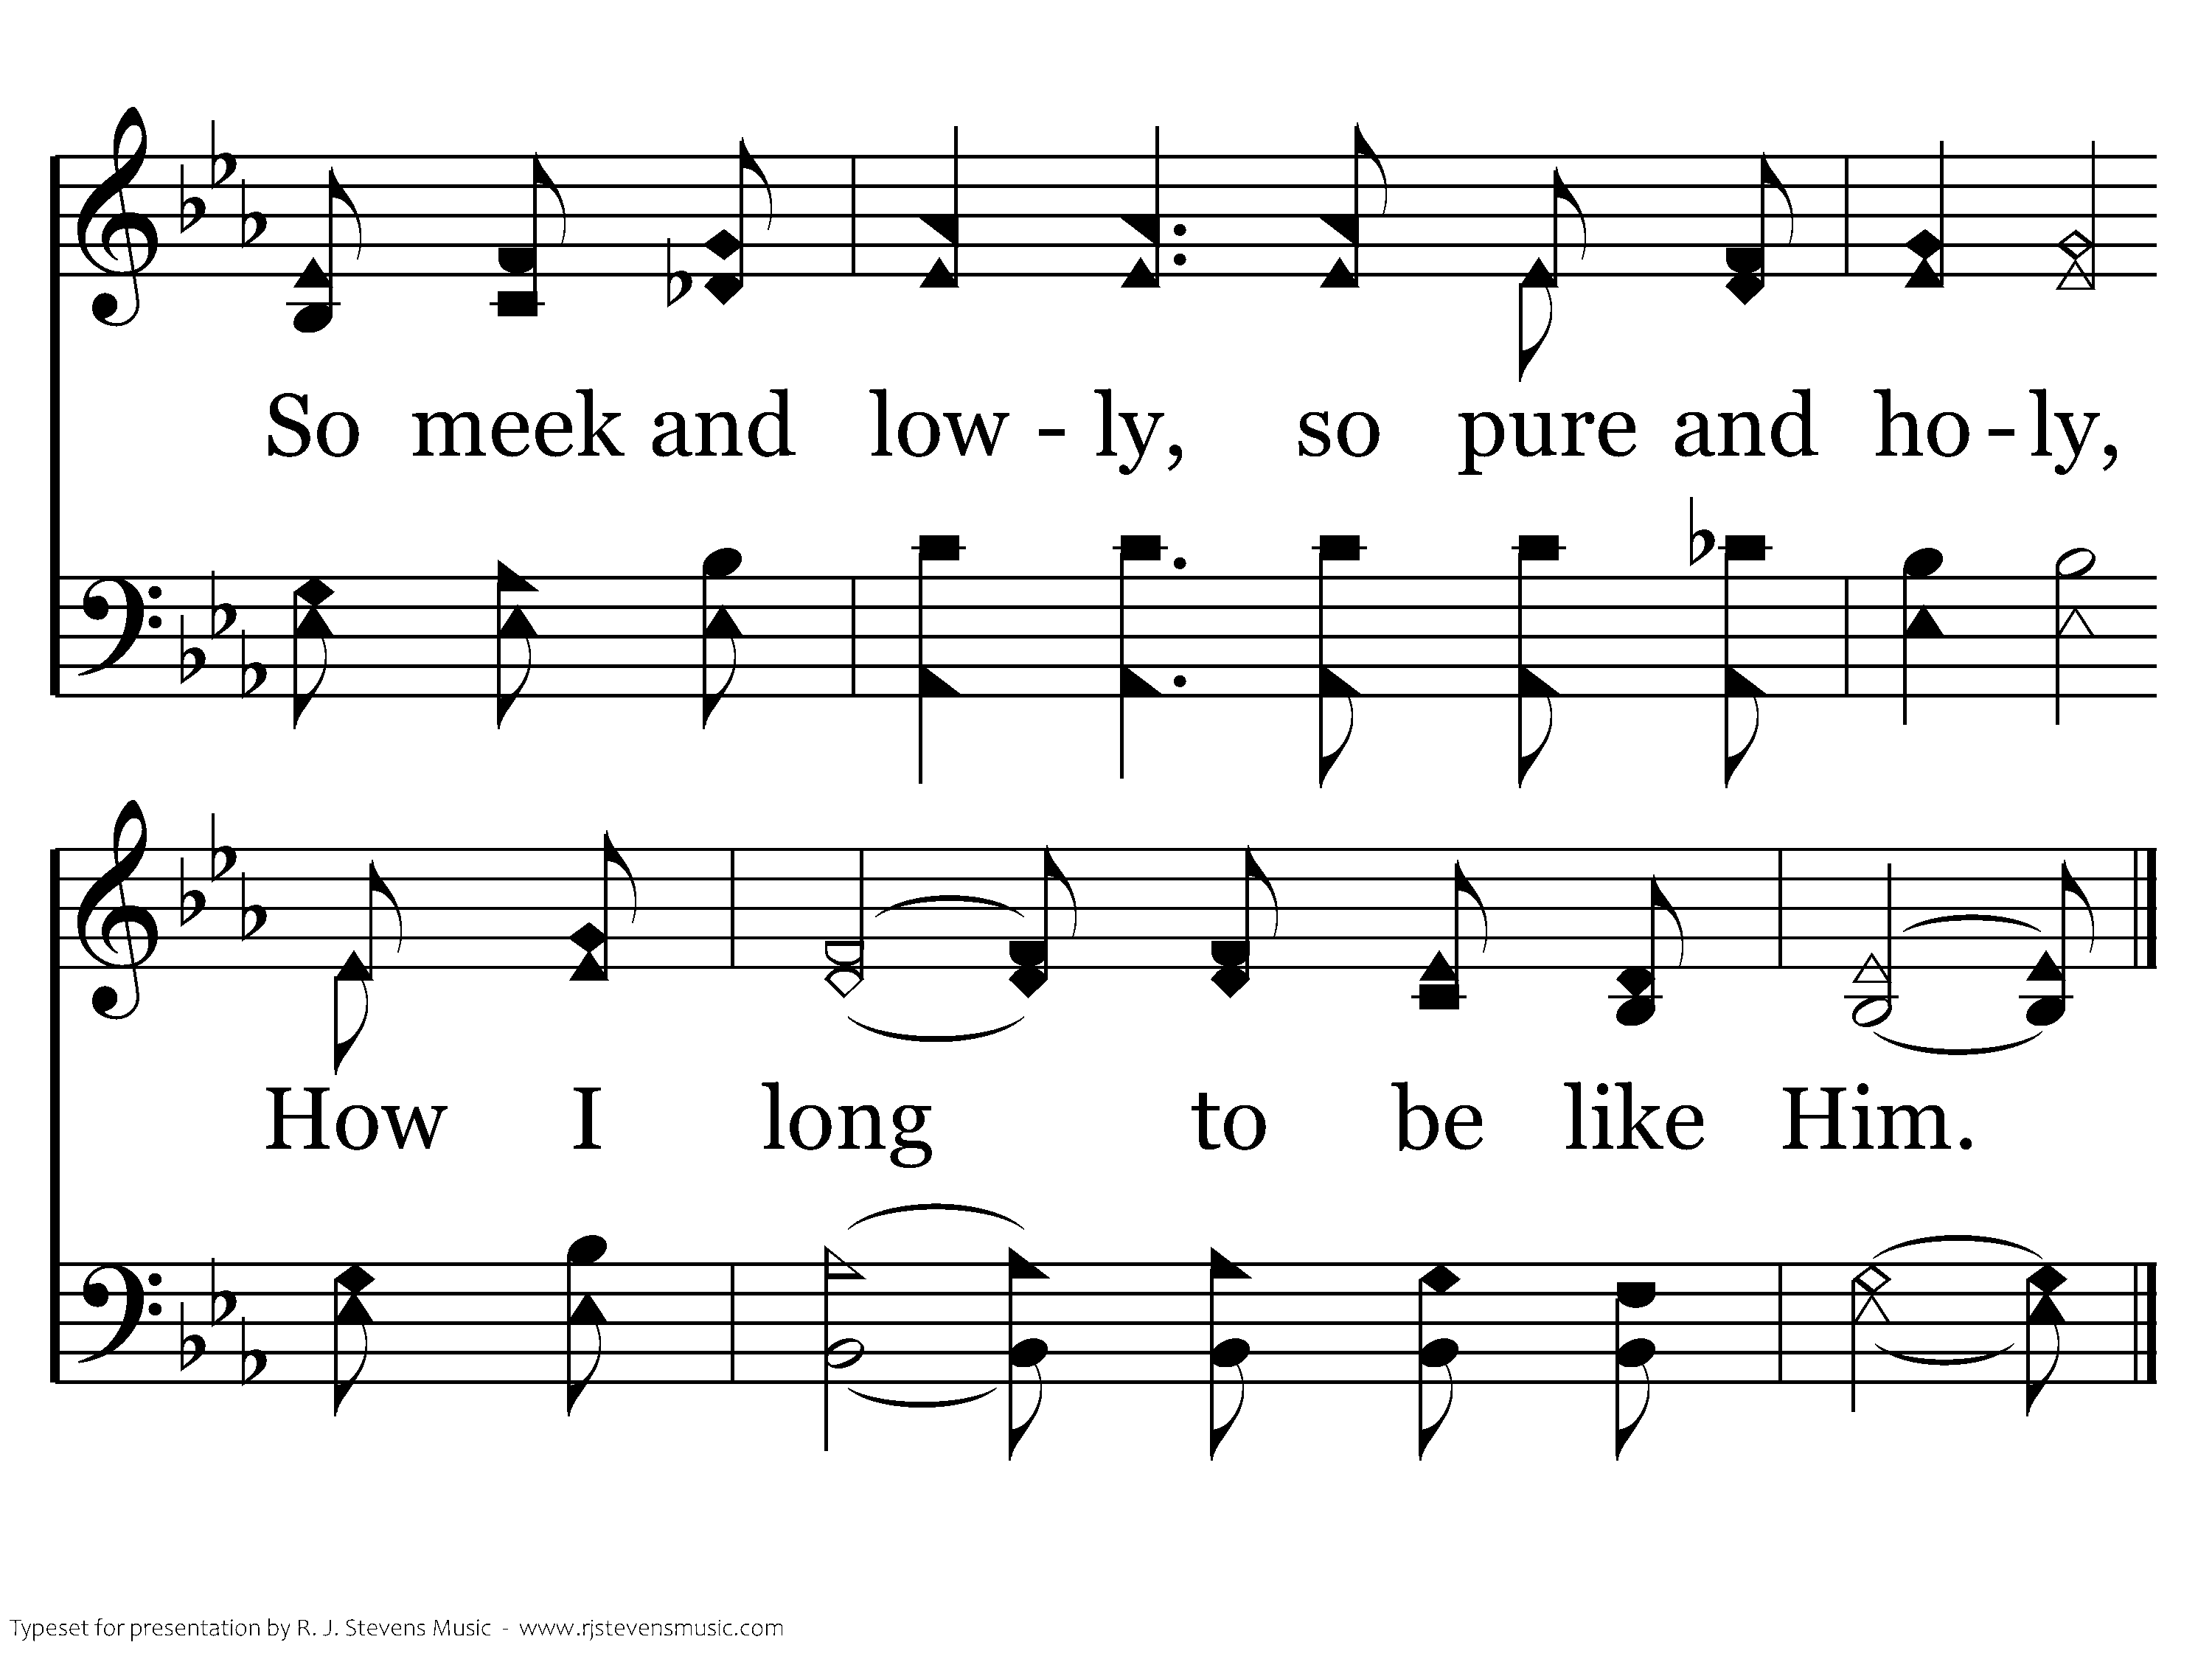 So meek and low - ly, so pure and ho - ly,
How I long to be like Him.
Typeset for presentation by R. J. Stevens Music - www.rjstevensmusic.com